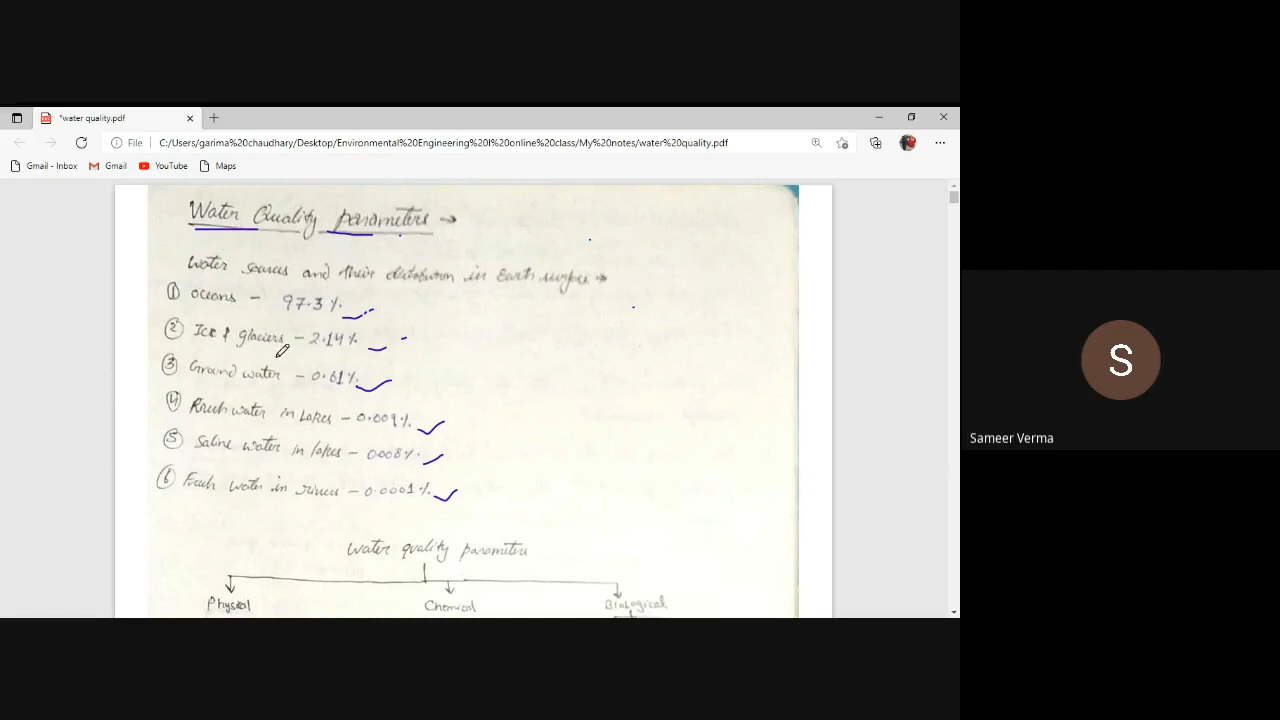 *water quality.pdf
File C:/Users/garima%20chaudhary/Desktop/Environmental%20Engineering%20I%20online%20class/My%20notes/water%20quality.pdf
Gmail - Inbox Gmail YouTube Maps
Water Quality parameters →
Water sources and their distribution in Earth surface →
① oceans - 97.3 %.
② Ice & glaciers - 2.14%.
③ Ground water - 0.61%.
④ Fresh water in Lakes - 0.009%.
⑤ Saline water in lakes - 0.008%.
⑥ Fresh water in rivers - 0.0001%.
Water quality parameters
Physical Chemical Biological
S
Sameer Verma